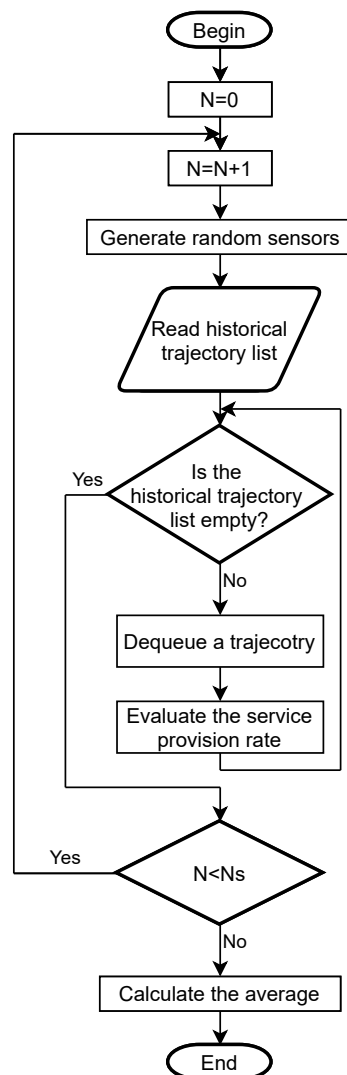 Begin
N=0
N=N+1
Generate random sensors
Read historical
trajectory list
Is the
historical trajectory
list empty?
Yes
No
Dequeue a trajecotry
Evaluate the service
provision rate
N<Ns
Yes
No
Calculate the average
End